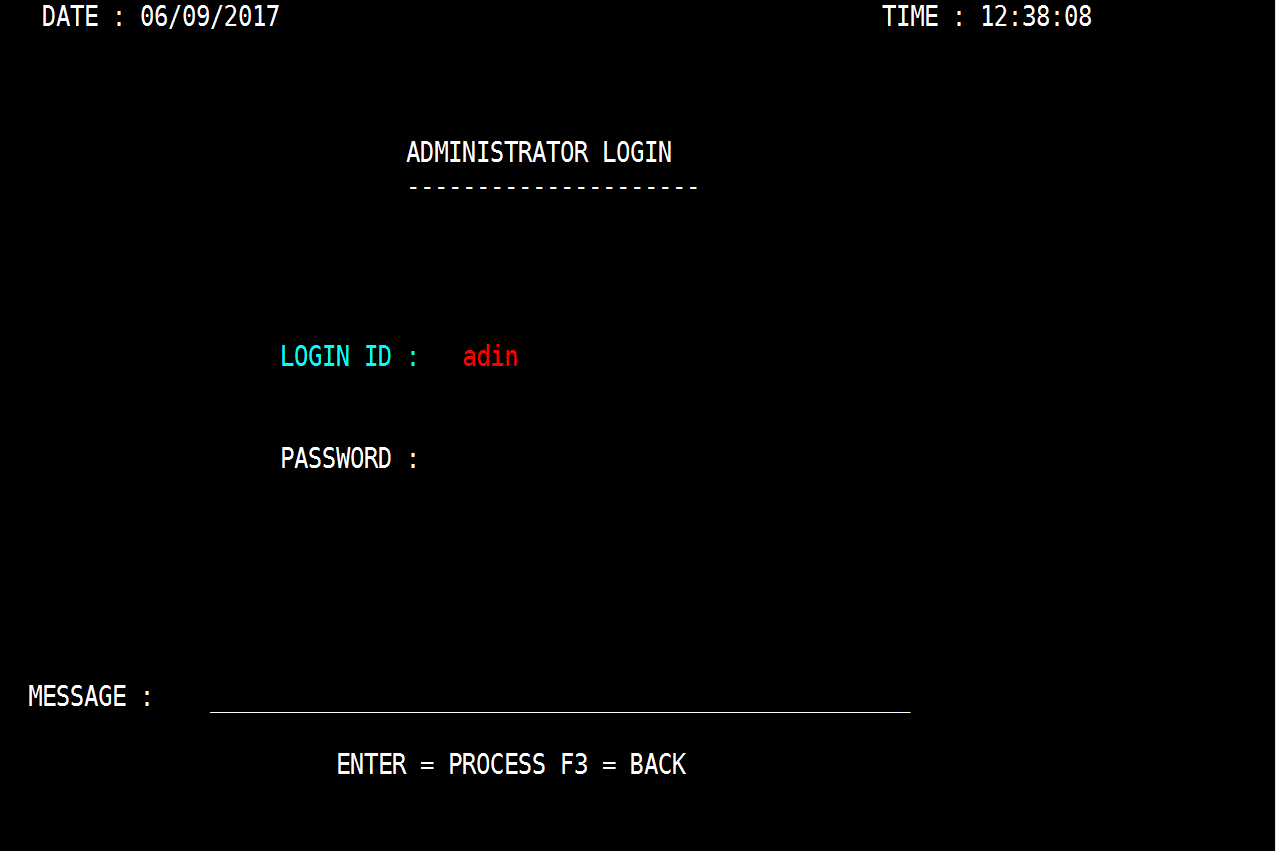 DATE : 06/09/2017 TIME : 12:38:08
ADMINISTRATOR LOGIN
---------------------
LOGIN ID : adin
PASSWORD :
MESSAGE : __________________________________________________
ENTER = PROCESS F3 = BACK